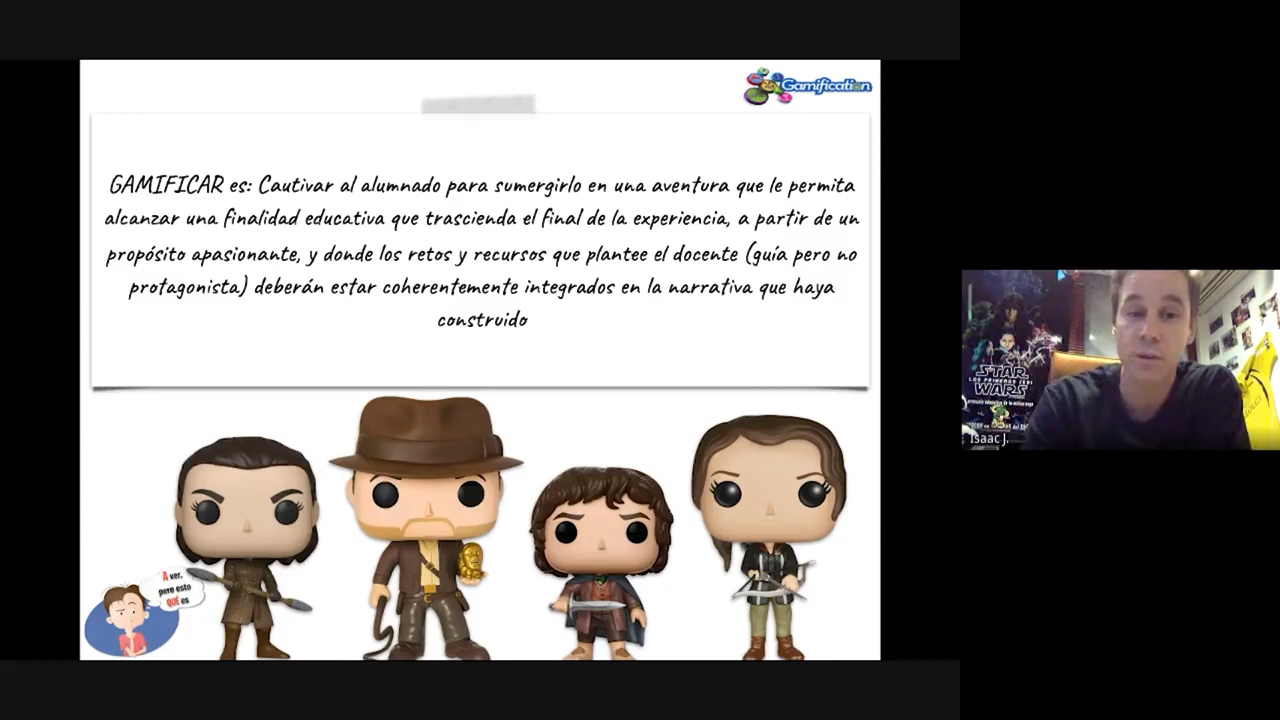 Gamification
GAMIFICAR es: Cautivar al alumnado para sumergirlo en una aventura que le permita
alcanzar una finalidad educativa que trascienda el final de la experiencia, a partir de un
propósito apasionante, y donde los retos y recursos que plantee el docente (guía pero no
protagonista) deberán estar coherentemente integrados en la narrativa que haya
construido
A ver,
pero esto
QUÉ es
STAR
LOS PRIMEROS JEDI
WARS
Isaac J.